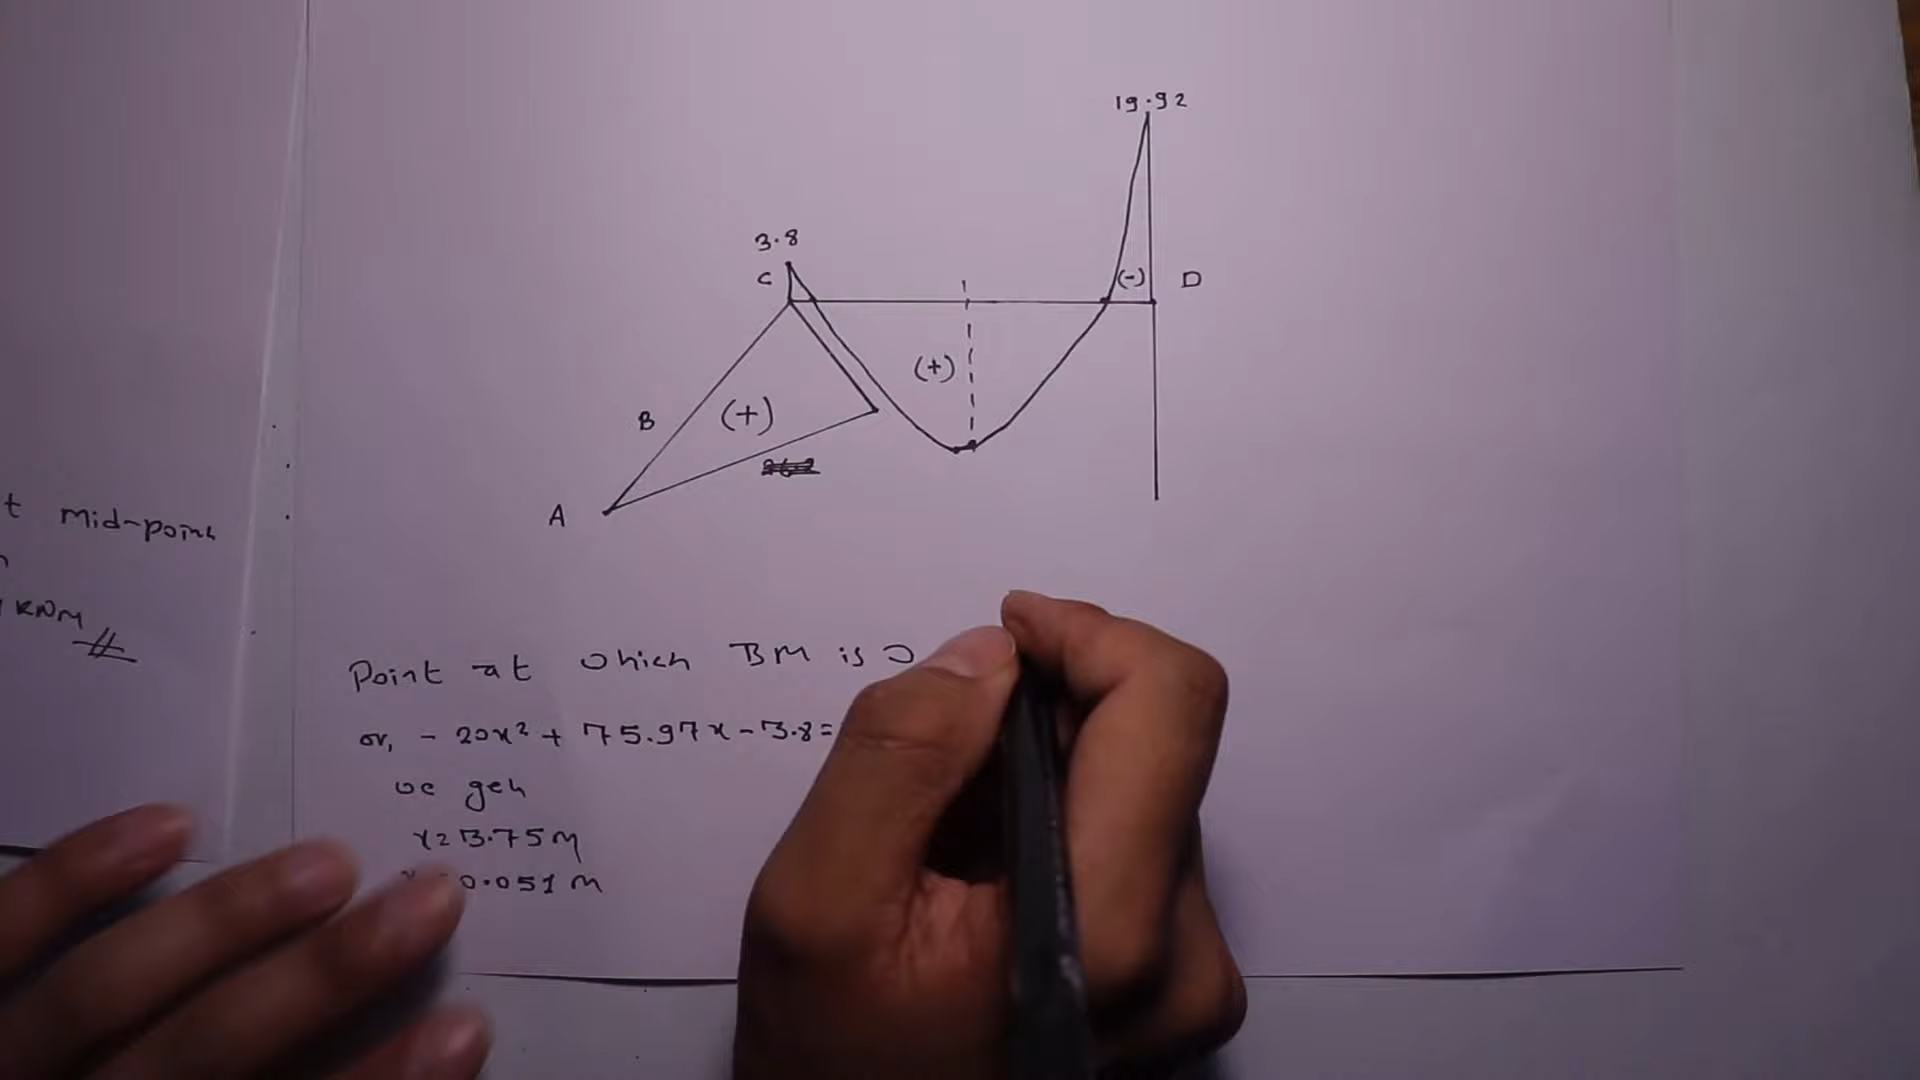 19.92
3.8
C
(-)
D
(+)
B
(+)
A
t mid-point
KNM
Point at which BM is 0
or, - 20x² + 75.97x - 3.8 =
we get
x = 3.75 m
0.051 m